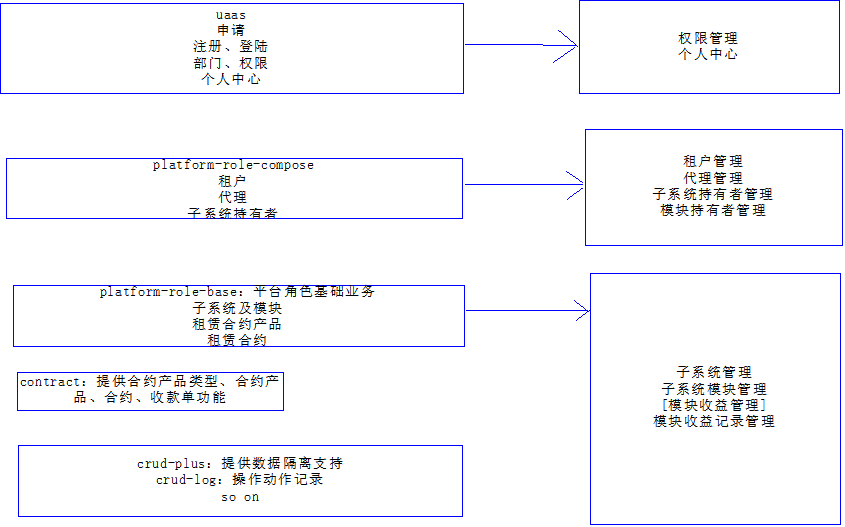 uaas
申请
注册、登陆
部门、权限
个人中心
权限管理
个人中心
platform-role-compose
租户
代理
子系统持有者
租户管理
代理管理
子系统持有者管理
模块持有者管理
platform-role-base: 平台角色基础业务
子系统及模块
租赁合约产品
租赁合约
contract: 提供合约产品类型、合约产
品、合约、收款单功能
子系统管理
子系统模块管理
[模块收益管理]
模块收益记录管理
crud-plus: 提供数据隔离支持
crud-log: 操作动作记录
so on